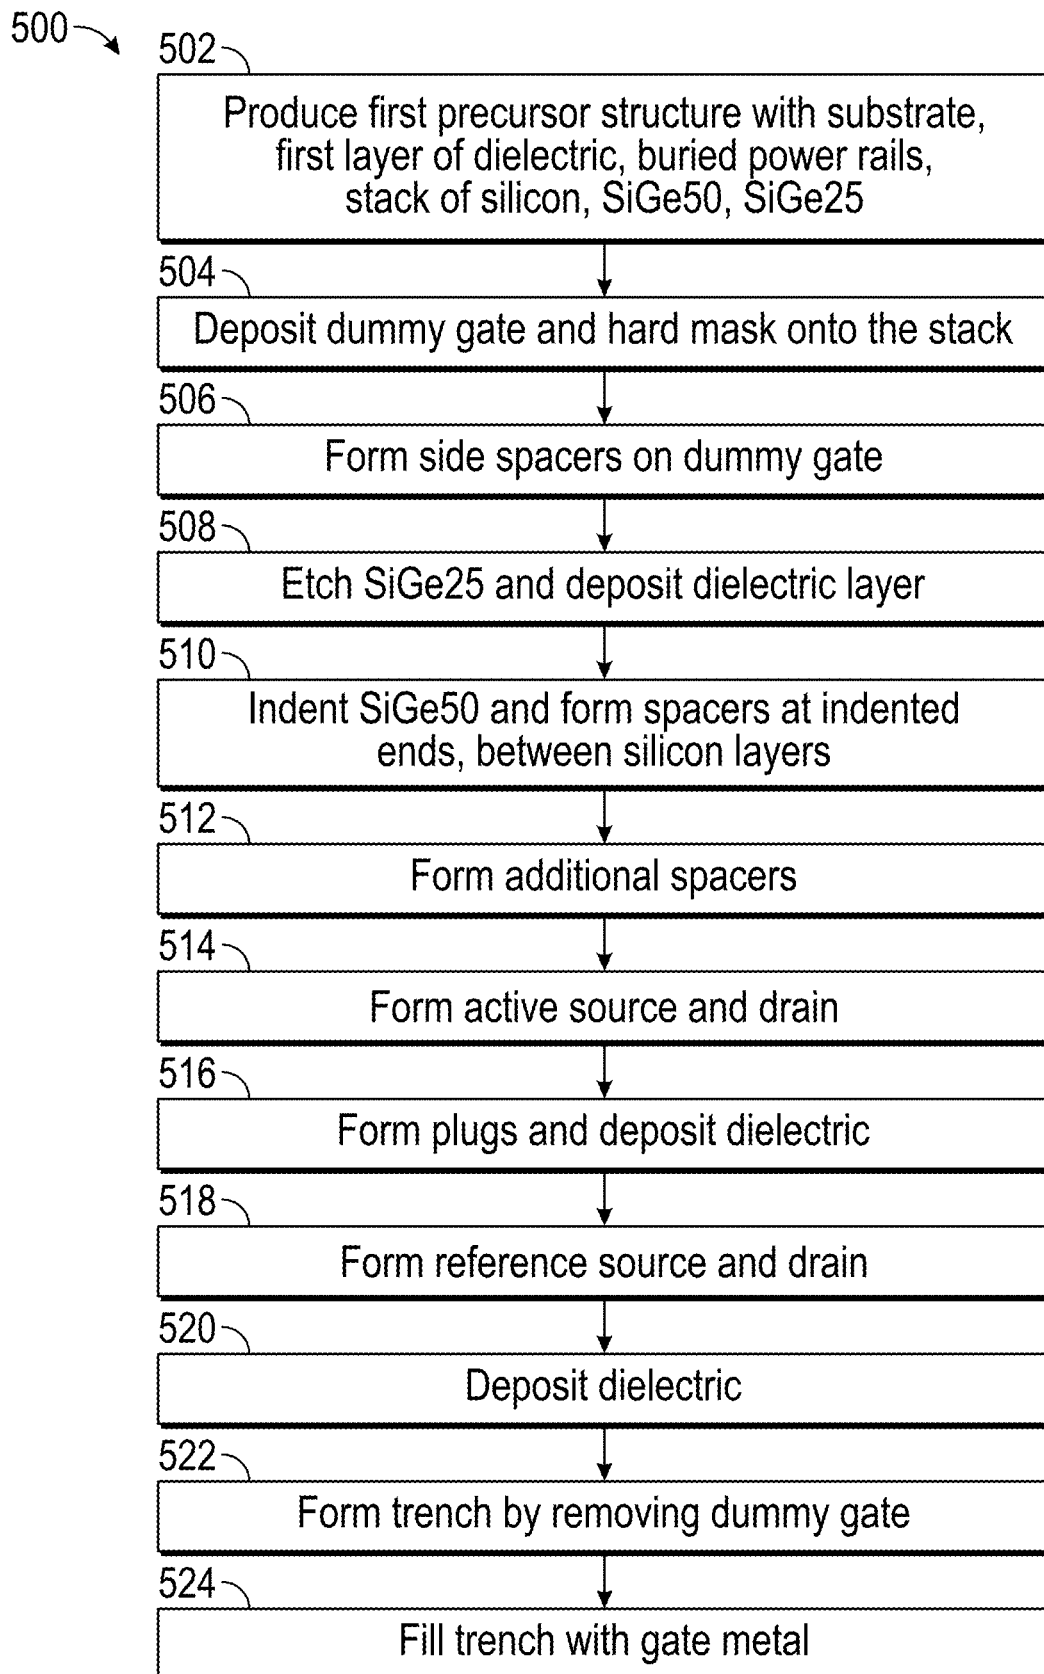 500
502
Produce first precursor structure with substrate,
first layer of dielectric, buried power rails,
stack of silicon, SiGe50, SiGe25
504
Deposit dummy gate and hard mask onto the stack
506
Form side spacers on dummy gate
508
Etch SiGe25 and deposit dielectric layer
510
Indent SiGe50 and form spacers at indented
ends, between silicon layers
512
Form additional spacers
514
Form active source and drain
516
Form plugs and deposit dielectric
518
Form reference source and drain
520
Deposit dielectric
522
Form trench by removing dummy gate
524
Fill trench with gate metal